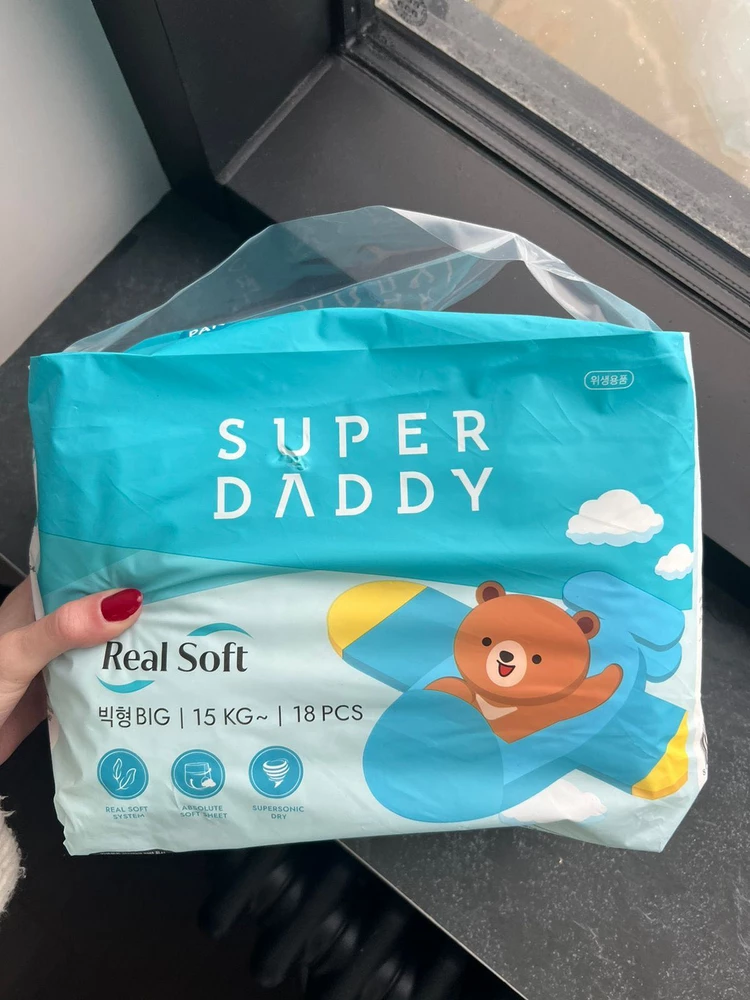 위생용품
SUPER
DADDY
Real Soft
빅형BIG | 15 KG~ | 18 PCS
REAL SOFT
SYSTEM
ABSOLUTE
SOFT SHEET
SUPERSONIC
DRY